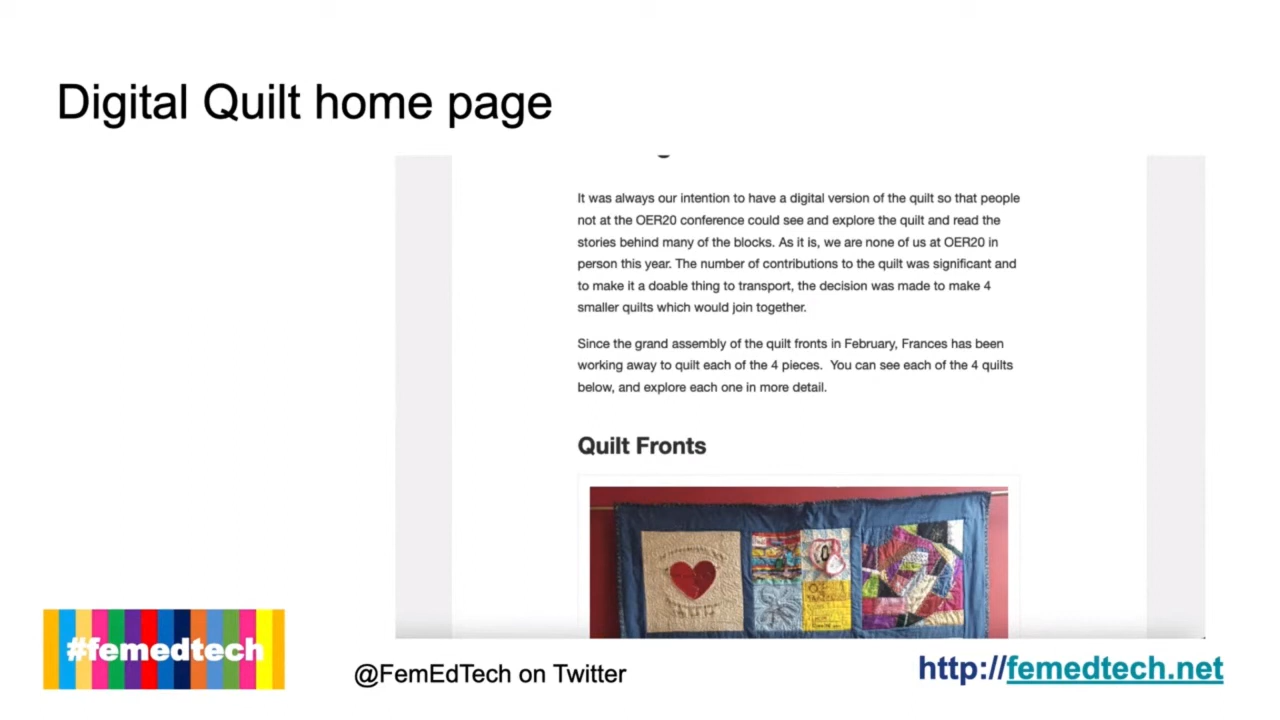 Digital Quilt home page
It was always our intention to have a digital version of the quilt so that people
not at the OER20 conference could see and explore the quilt and read the
stories behind many of the blocks. As it is, we are none of us at OER20 in
person this year. The number of contributions to the quilt was significant and
to make it a doable thing to transport, the decision was made to make 4
smaller quilts which would join together.
Since the grand assembly of the quilt fronts in February, Frances has been
working away to quilt each of the 4 pieces.  You can see each of the 4 quilts
below, and explore each one in more detail.
Quilt Fronts
#femedtech
@FemEdTech on Twitter
http://femedtech.net